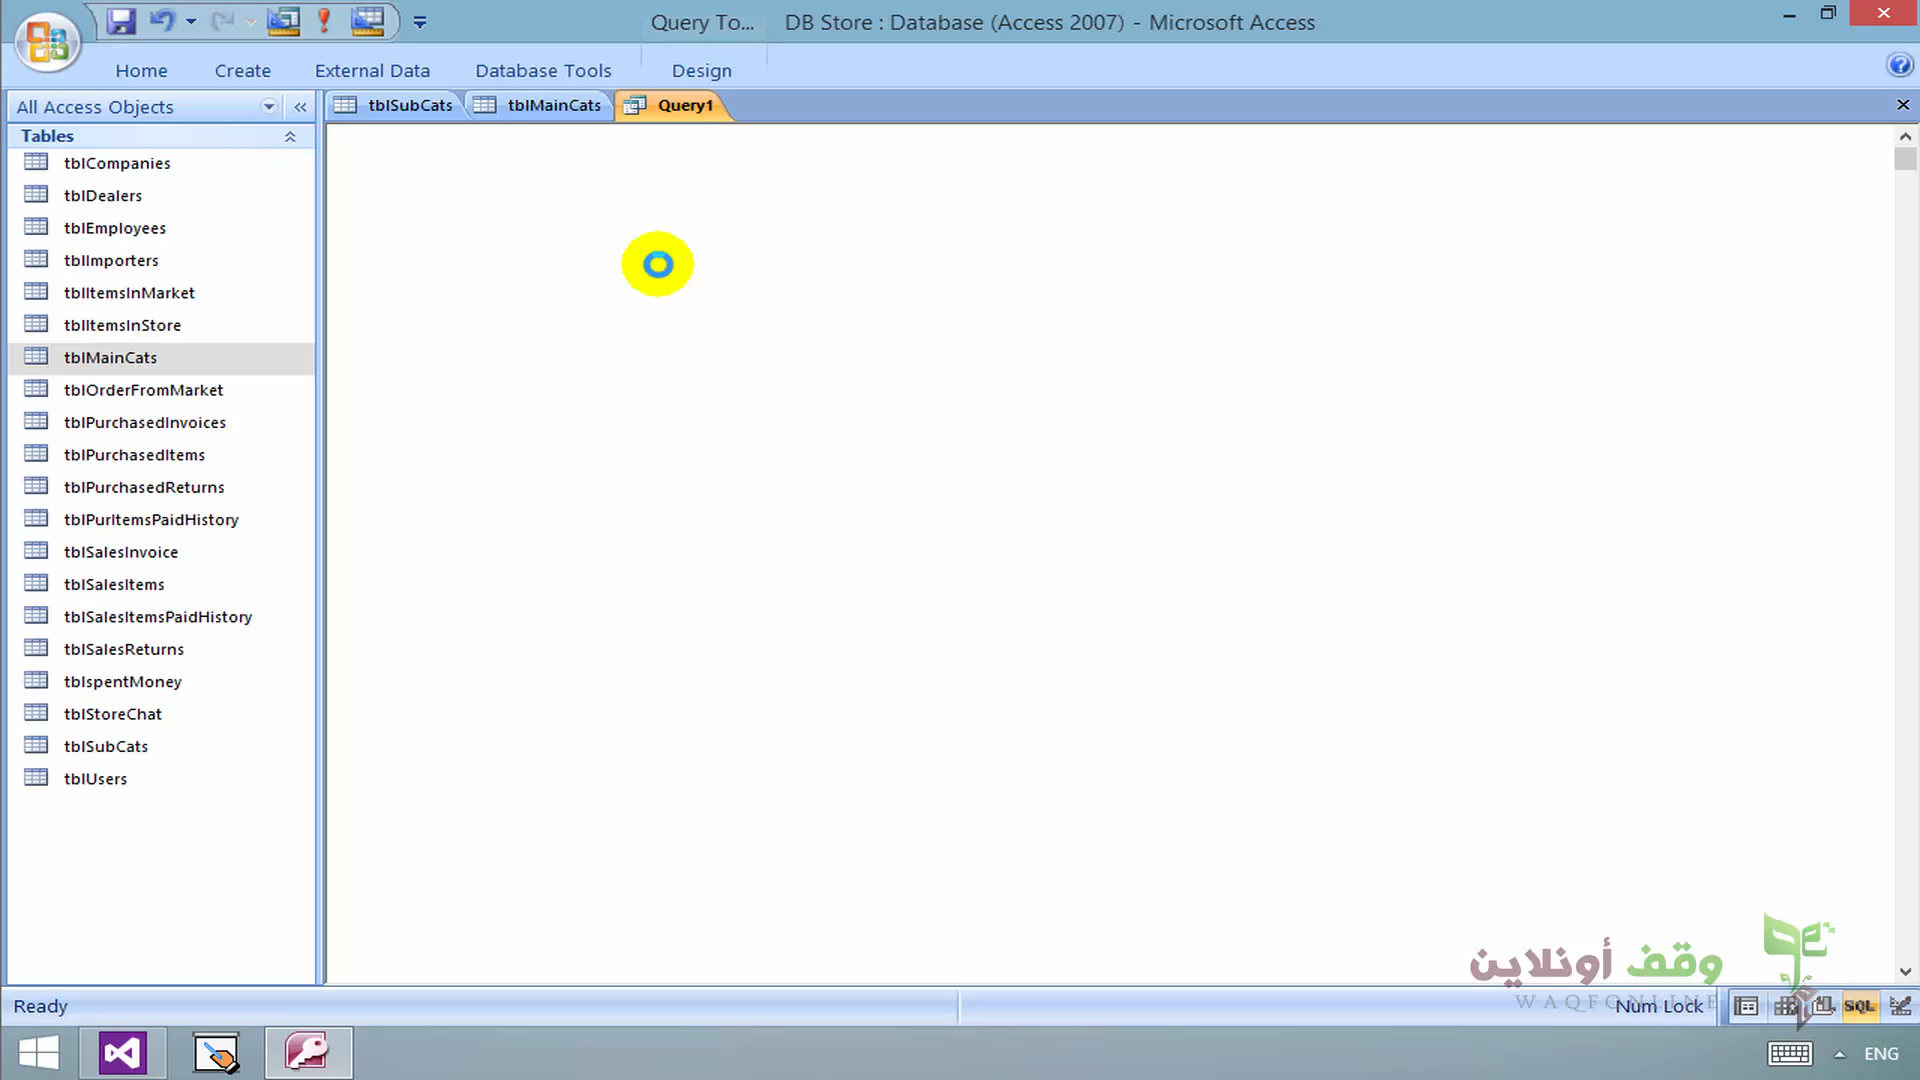 Query To...
DB Store : Database (Access 2007) - Microsoft Access
Home
Create
External Data
Database Tools
Design
All Access Objects
tblSubCats
tblMainCats
Query1
Tables
tblCompanies
tblDealers
tblEmployees
tblImporters
tblItemsInMarket
tblItemsInStore
tblMainCats
tblOrderFromMarket
tblPurchasedInvoices
tblPurchasedItems
tblPurchasedReturns
tblPurItemsPaidHistory
tblSalesInvoice
tblSalesItems
tblSalesItemsPaidHistory
tblSalesReturns
tblspentMoney
tblStoreChat
tblSubCats
tblUsers
وقف أونلاين
WAQFONLINE
Ready
Num Lock
SQL
ENG